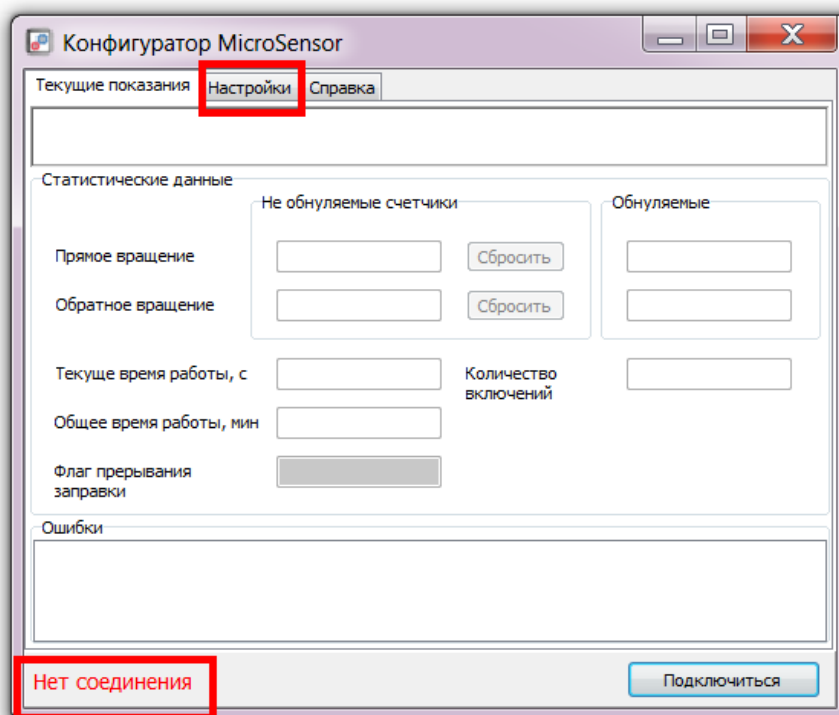 Конфигуратор MicroSensor
Текущие показания Настройки Справка
Статистические данные
Не обнуляемые счетчики Обнуляемые
Прямое вращение Сбросить
Обратное вращение Сбросить
Текуще время работы, с Количество
включений
Общее время работы, мин
Флаг прерывания
заправки
Ошибки
Нет соединения Подключиться